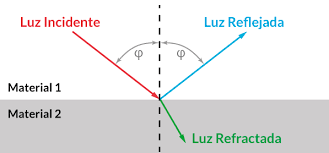 Luz Incidente
Luz Reflejada
φ
φ
Material 1
Material 2
Luz Refractada